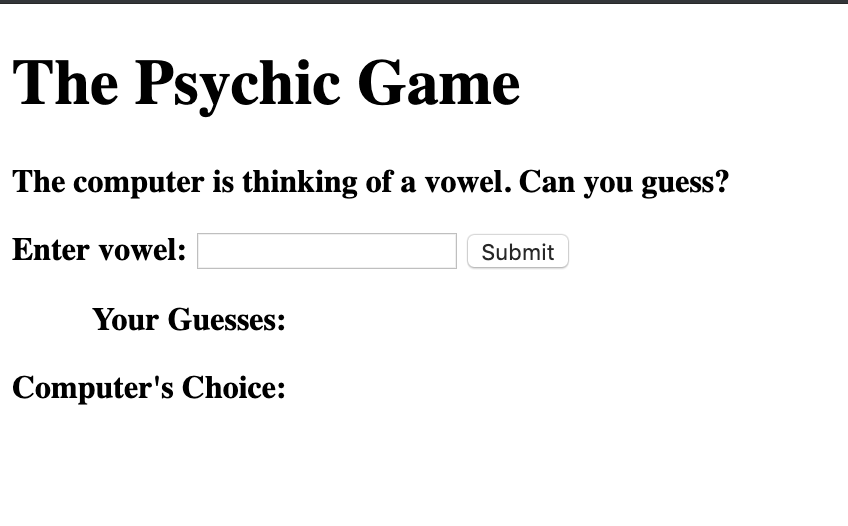 The Psychic Game
The computer is thinking of a vowel. Can you guess?
Enter vowel: Submit
Your Guesses:
Computer's Choice: